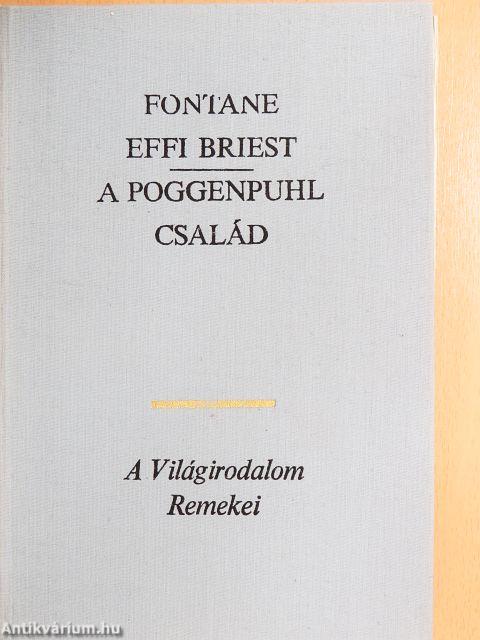 FONTANE
EFFI BRIEST
A POGGENPUHL
CSALÁD
A Világirodalom
Remekei
Antikvárium.hu